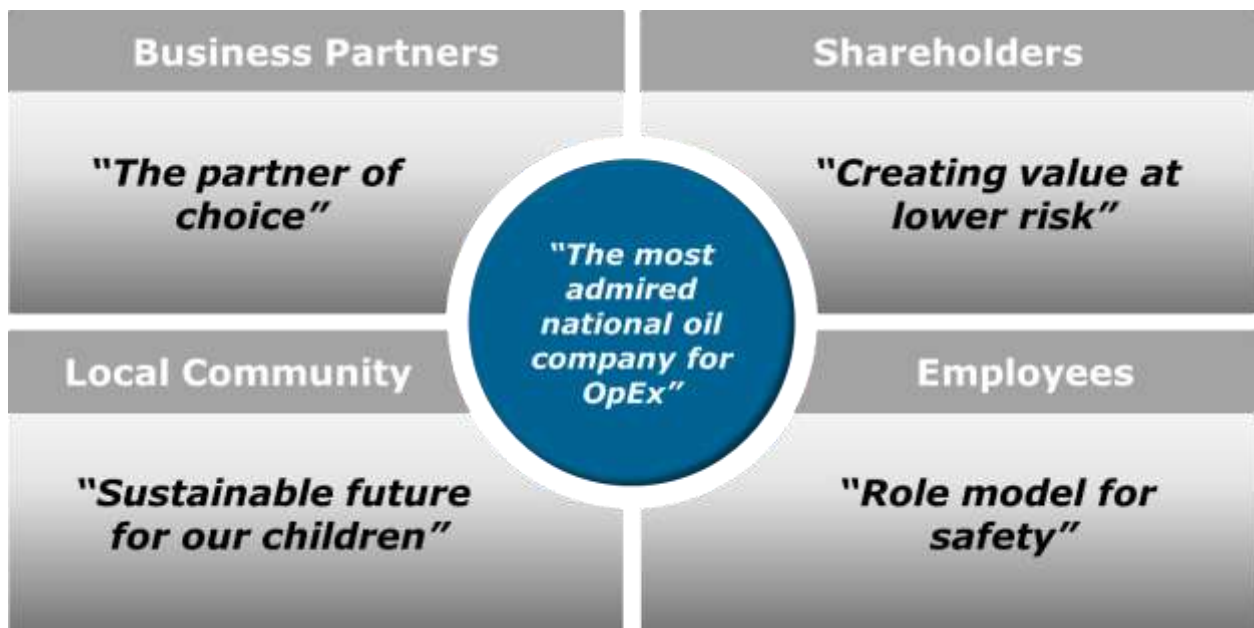 Business Partners
Shareholders
“The partner of
choice”
“Creating value at
lower risk”
“The most
admired
national oil
company for
OpEx”
Local Community
Employees
“Sustainable future
for our children”
“Role model for
safety”